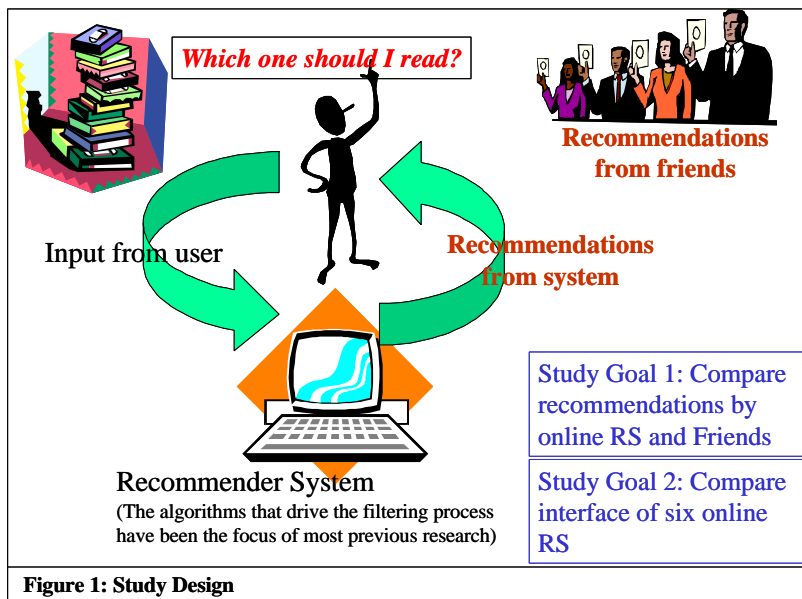 Which one should I read?
Recommendations
from friends
Input from user
Recommendations
from system
Study Goal 1: Compare
recommendations by
online RS and Friends
Study Goal 2: Compare
interface of six online
RS
Recommender System
(The algorithms that drive the filtering process
have been the focus of most previous research)
Figure 1: Study Design